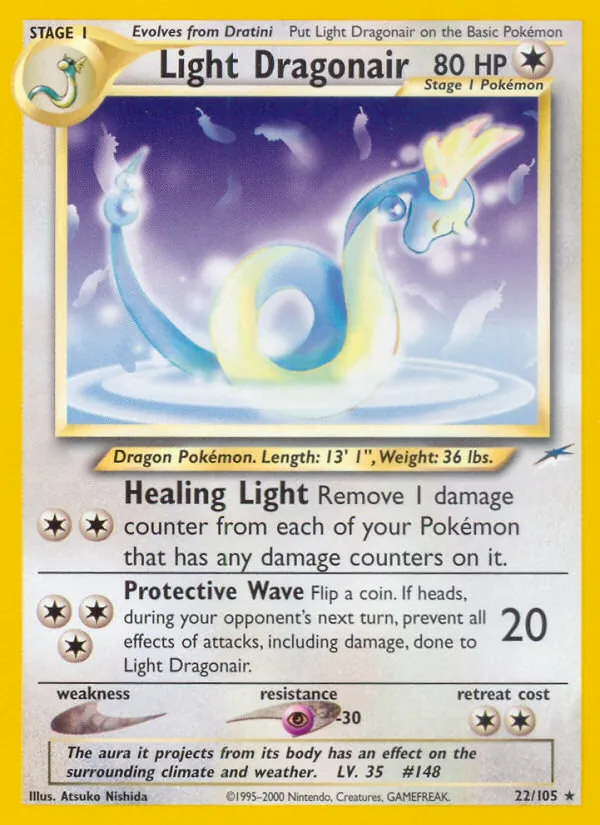 STAGE 1 Evolves from Dratini Put Light Dragonair on the Basic Pokémon
Light Dragonair 80 HP
Stage 1 Pokémon
Dragon Pokémon. Length: 13' 1", Weight: 36 lbs.
Healing Light Remove 1 damage
counter from each of your Pokémon
that has any damage counters on it.
Protective Wave Flip a coin. If heads,
during your opponent's next turn, prevent all
effects of attacks, including damage, done to
Light Dragonair.
20
weakness resistance retreat cost
-30
The aura it projects from its body has an effect on the
surrounding climate and weather. LV. 35 #148
Illus. Atsuko Nishida ©1995-2000 Nintendo, Creatures, GAMEFREAK. 22/105 ★